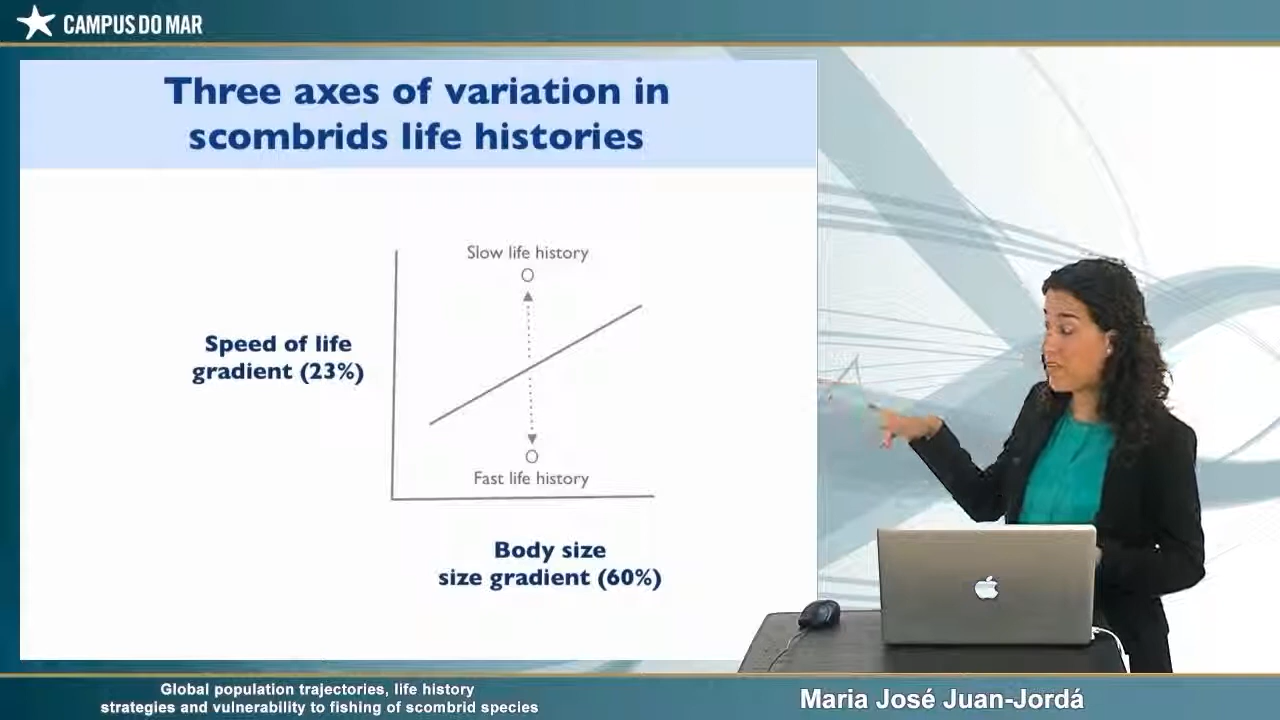 CAMPUS DO MAR
Three axes of variation in
scombrids life histories
Slow life history
O
Speed of life
gradient (23%)
O
Fast life history
Body size
size gradient (60%)
Global population trajectories, life history
strategies and vulnerability to fishing of scombrid species
Maria José Juan-Jordá